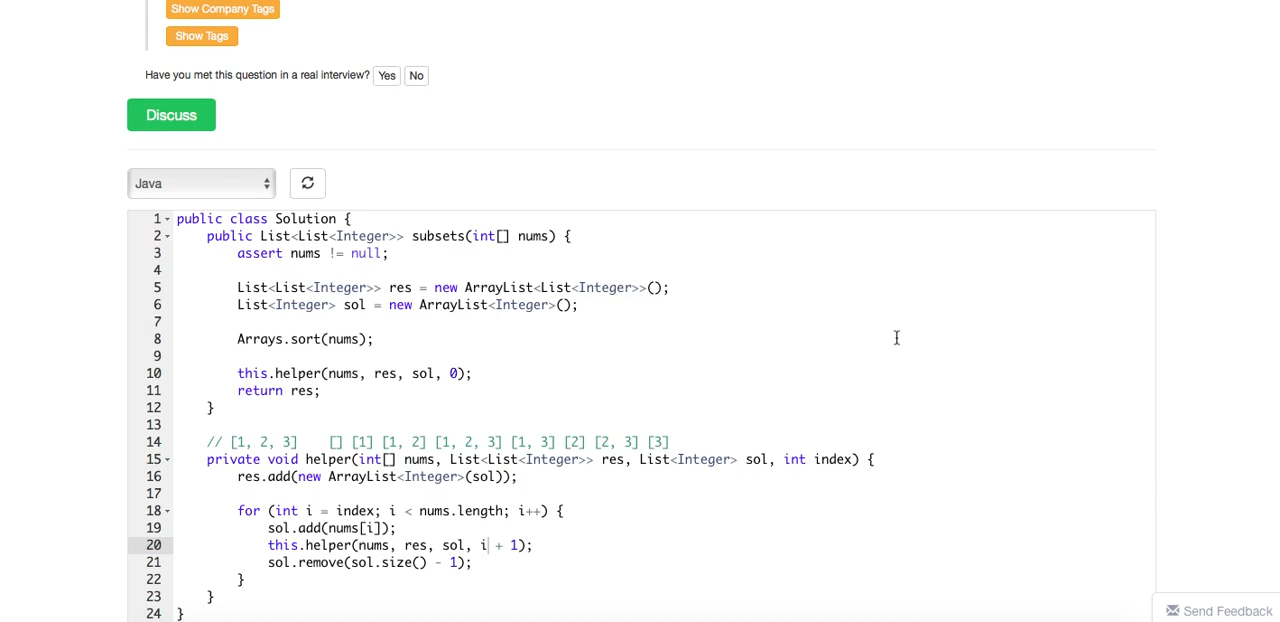 Show Company Tags
Show Tags
Have you met this question in a real interview? Yes No
Discuss
Java
1 public class Solution {
2 public List<List<Integer>> subsets(int[] nums) {
3 assert nums != null;
4
5 List<List<Integer>> res = new ArrayList<List<Integer>>();
6 List<Integer> sol = new ArrayList<Integer>();
7
8 Arrays.sort(nums);
9
10 this.helper(nums, res, sol, 0);
11 return res;
12 }
13
14 // [1, 2, 3] [] [1] [1, 2] [1, 2, 3] [1, 3] [2] [2, 3] [3]
15 private void helper(int[] nums, List<List<Integer>> res, List<Integer> sol, int index) {
16 res.add(new ArrayList<Integer>(sol));
17
18 for (int i = index; i < nums.length; i++) {
19 sol.add(nums[i]);
20 this.helper(nums, res, sol, i + 1);
21 sol.remove(sol.size() - 1);
22 }
23 }
24 }
Send Feedback